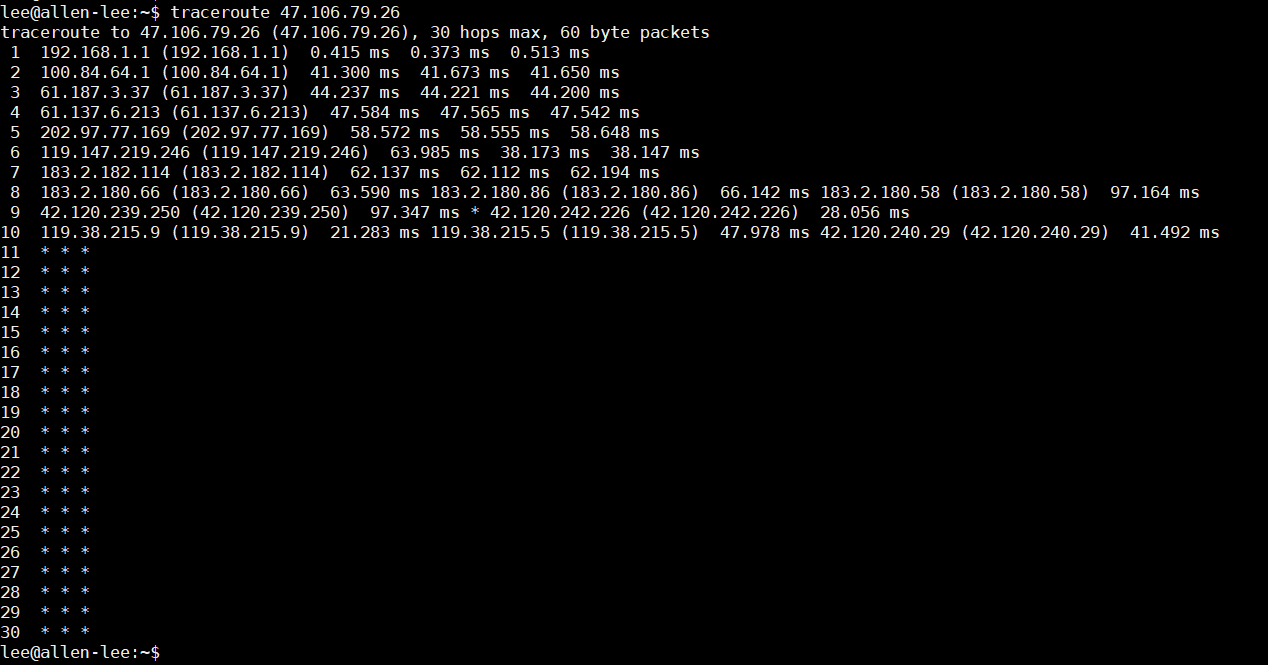 lee@allen-lee:~$ traceroute 47.106.79.26
traceroute to 47.106.79.26 (47.106.79.26), 30 hops max, 60 byte packets
 1  192.168.1.1 (192.168.1.1)  0.415 ms  0.373 ms  0.513 ms
 2  100.84.64.1 (100.84.64.1)  41.300 ms  41.673 ms  41.650 ms
 3  61.187.3.37 (61.187.3.37)  44.237 ms  44.221 ms  44.200 ms
 4  61.137.6.213 (61.137.6.213)  47.584 ms  47.565 ms  47.542 ms
 5  202.97.77.169 (202.97.77.169)  58.572 ms  58.555 ms  58.648 ms
 6  119.147.219.246 (119.147.219.246)  63.985 ms  38.173 ms  38.147 ms
 7  183.2.182.114 (183.2.182.114)  62.137 ms  62.112 ms  62.194 ms
 8  183.2.180.66 (183.2.180.66)  63.590 ms 183.2.180.86 (183.2.180.86)  66.142 ms 183.2.180.58 (183.2.180.58)  97.164 ms
 9  42.120.239.250 (42.120.239.250)  97.347 ms * 42.120.242.226 (42.120.242.226)  28.056 ms
10  119.38.215.9 (119.38.215.9)  21.283 ms 119.38.215.5 (119.38.215.5)  47.978 ms 42.120.240.29 (42.120.240.29)  41.492 ms
11  * * *
12  * * *
13  * * *
14  * * *
15  * * *
16  * * *
17  * * *
18  * * *
19  * * *
20  * * *
21  * * *
22  * * *
23  * * *
24  * * *
25  * * *
26  * * *
27  * * *
28  * * *
29  * * *
30  * * *
lee@allen-lee:~$